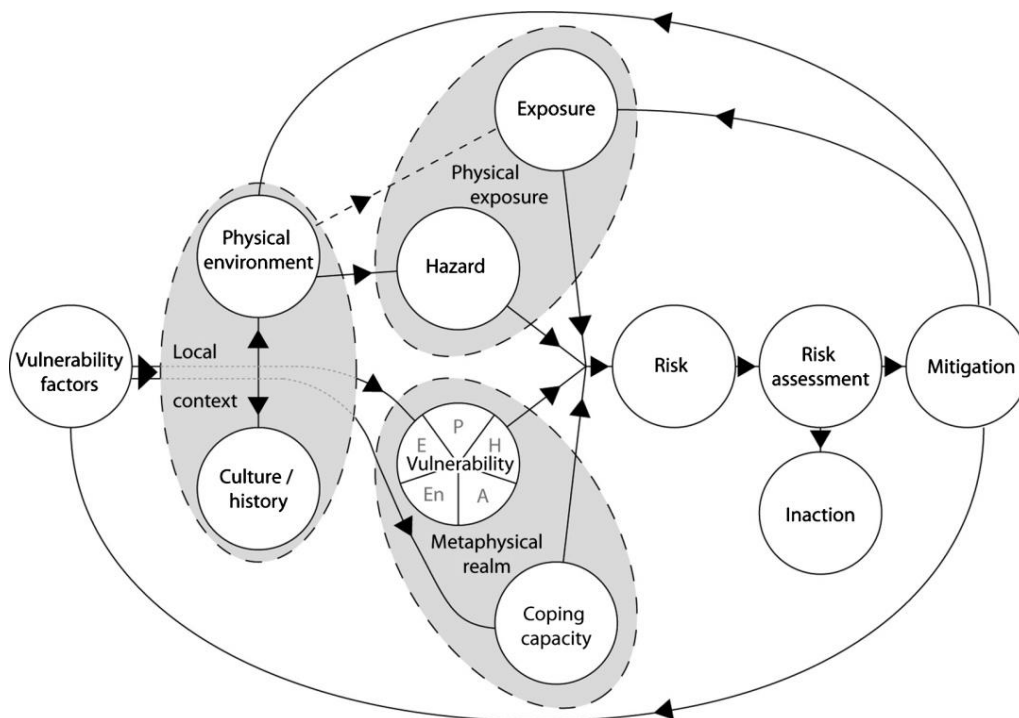 Exposure
Physical
exposure
Physical
environment
Hazard
Vulnerability
factors
Local
context
Risk
Risk
assessment
Mitigation
P
E
H
Vulnerability
En
A
Culture /
history
Inaction
Metaphysical
realm
Coping
capacity